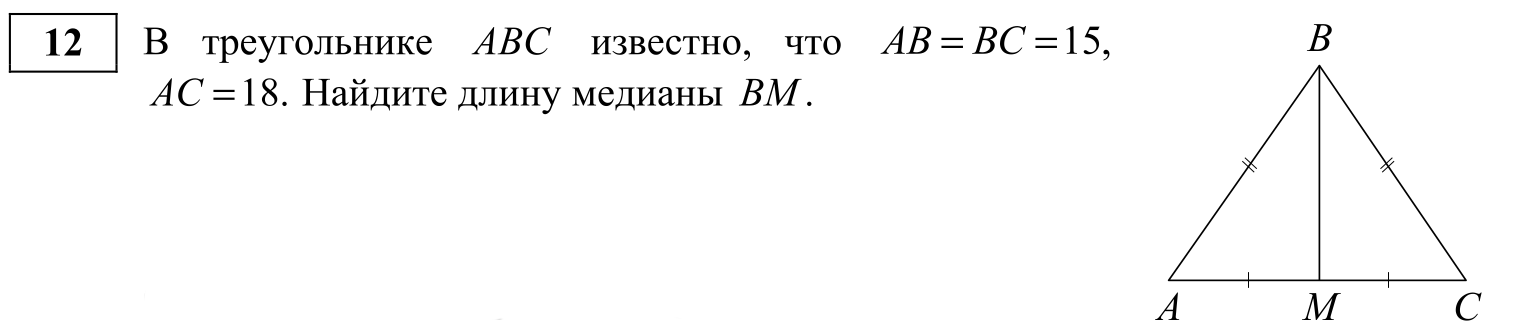 12 В треугольнике ABC известно, что AB = BC = 15,
AC = 18. Найдите длину медианы BM.
B
A M C